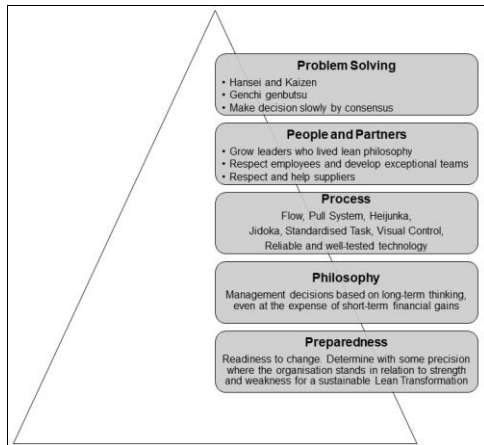 Problem Solving
• Hansei and Kaizen
• Genchi genbutsu
• Make decision slowly by consensus
People and Partners
• Grow leaders who lived lean philosophy
• Respect employees and develop exceptional teams
• Respect and help suppliers
Process
Flow, Pull System, Heijunka,
Jidoka, Standardised Task, Visual Control,
Reliable and well-tested technology
Philosophy
Management decisions based on long-term thinking,
even at the expense of short-term financial gains
Preparedness
Readiness to change. Determine with some precision
where the organisation stands in relation to strength
and weakness for a sustainable Lean Transformation